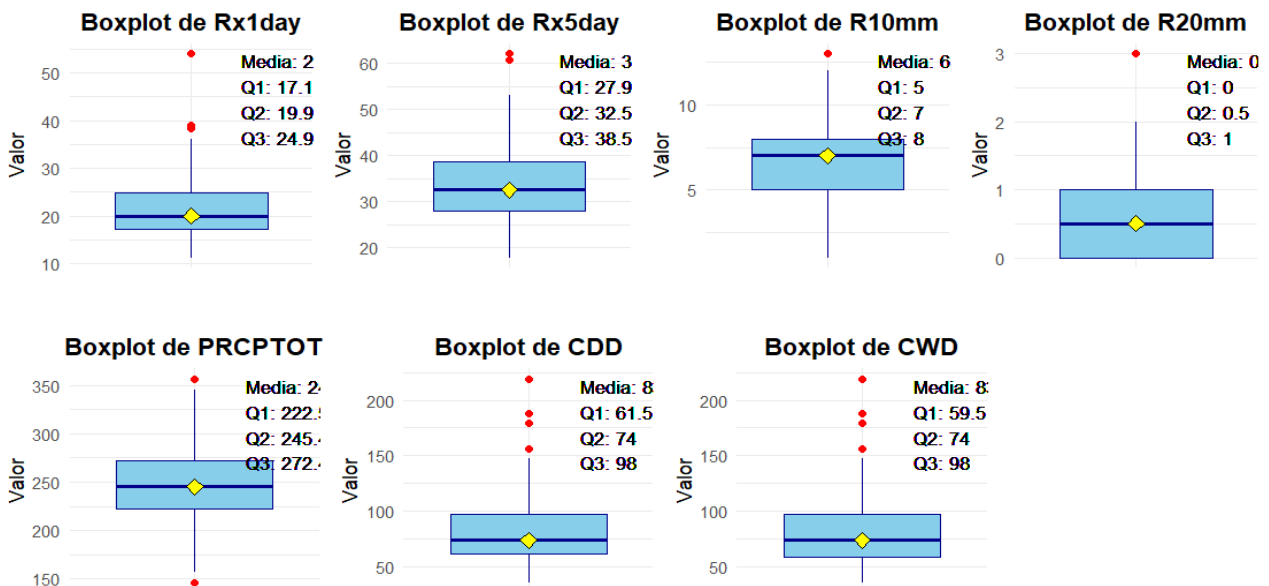 Boxplot de Rx1day
Media: 2
Q1: 17.1
Q2: 19.9
Q3: 24.9
Valor
50
40
30
20
10
Boxplot de Rx5day
Media: 3
Q1: 27.9
Q2: 32.5
Q3: 38.5
Valor
60
50
40
30
20
Boxplot de R10mm
Media: 6
Q1: 5
Q2: 7
Q3: 8
Valor
10
5
Boxplot de R20mm
Media: 0
Q1: 0
Q2: 0.5
Q3: 1
Valor
3
2
1
0
Boxplot de PRCPTOT
Media: 24
Q1: 222.5
Q2: 245.4
Q3: 272.4
Valor
350
300
250
200
150
Boxplot de CDD
Media: 8
Q1: 61.5
Q2: 74
Q3: 98
Valor
200
150
100
50
Boxplot de CWD
Media: 83
Q1: 59.5
Q2: 74
Q3: 98
Valor
200
150
100
50